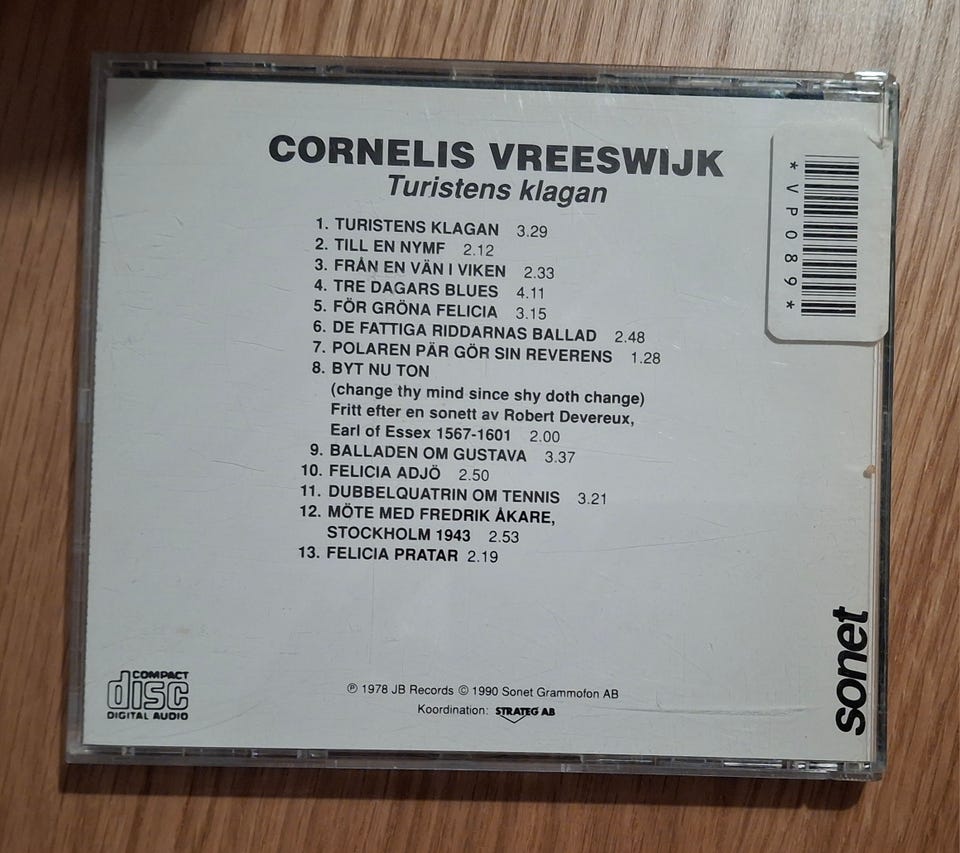 CORNELIS VREESWIJK
Turistens klagan
1. TURISTENS KLAGAN 3.29
2. TILL EN NYMF 2.12
3. FRÅN EN VÄN I VIKEN 2.33
4. TRE DAGARS BLUES 4.11
5. FÖR GRÖNA FELICIA 3.15
6. DE FATTIGA RIDDARNAS BALLAD 2.48
7. POLAREN PÄR GÖR SIN REVERENS 1.28
8. BYT NU TON
(change thy mind since shy doth change)
Fritt efter en sonett av Robert Devereux,
Earl of Essex 1567-1601 2.00
9. BALLADEN OM GUSTAVA 3.37
10. FELICIA ADJÖ 2.50
11. DUBBELQUATRIN OM TENNIS 3.21
12. MÖTE MED FREDRIK ÅKARE,
STOCKHOLM 1943 2.53
13. FELICIA PRATAR 2.19
*VP089*
sonet
COMPACT
disc
DIGITAL AUDIO
℗ 1978 JB Records © 1990 Sonet Grammofon AB
Koordination: STRATEG AB